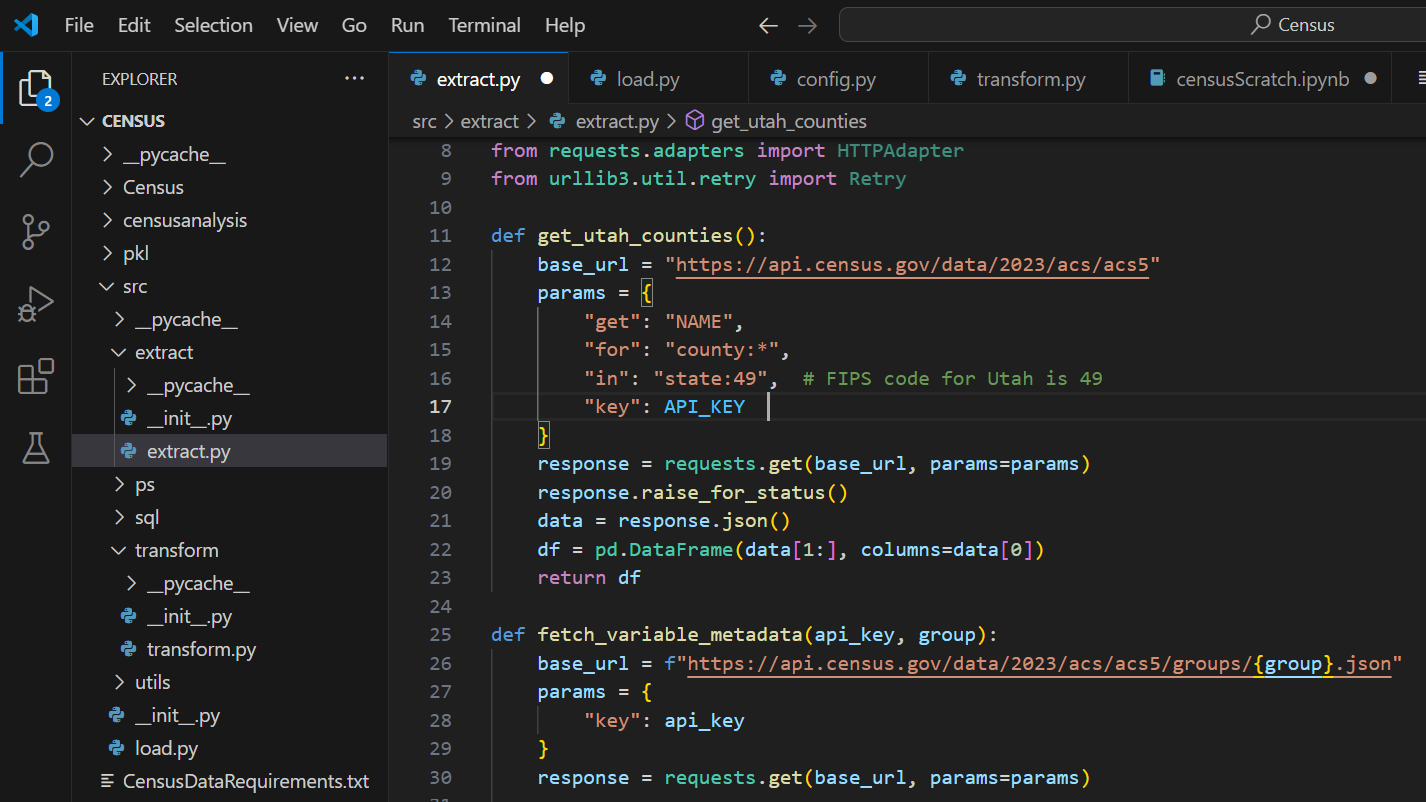 File Edit Selection View Go Run Terminal Help
Census
2
EXPLORER
CENSUS
__pycache__
Census
censusanalysis
pkl
src
__pycache__
extract
__pycache__
__init__.py
extract.py
ps
sql
transform
__pycache__
__init__.py
transform.py
utils
__init__.py
load.py
CensusDataRequirements.txt
extract.py load.py config.py transform.py censusScratch.ipynb
src > extract > extract.py > get_utah_counties
8 from requests.adapters import HTTPAdapter
9 from urllib3.util.retry import Retry
10
11 def get_utah_counties():
12     base_url = "https://api.census.gov/data/2023/acs/acs5"
13     params = {
14         "get": "NAME",
15         "for": "county:*",
16         "in": "state:49",  # FIPS code for Utah is 49
17         "key": API_KEY
18     }
19     response = requests.get(base_url, params=params)
20     response.raise_for_status()
21     data = response.json()
22     df = pd.DataFrame(data[1:], columns=data[0])
23     return df
24
25 def fetch_variable_metadata(api_key, group):
26     base_url = f"https://api.census.gov/data/2023/acs/acs5/groups/{group}.json"
27     params = {
28         "key": api_key
29     }
30     response = requests.get(base_url, params=params)